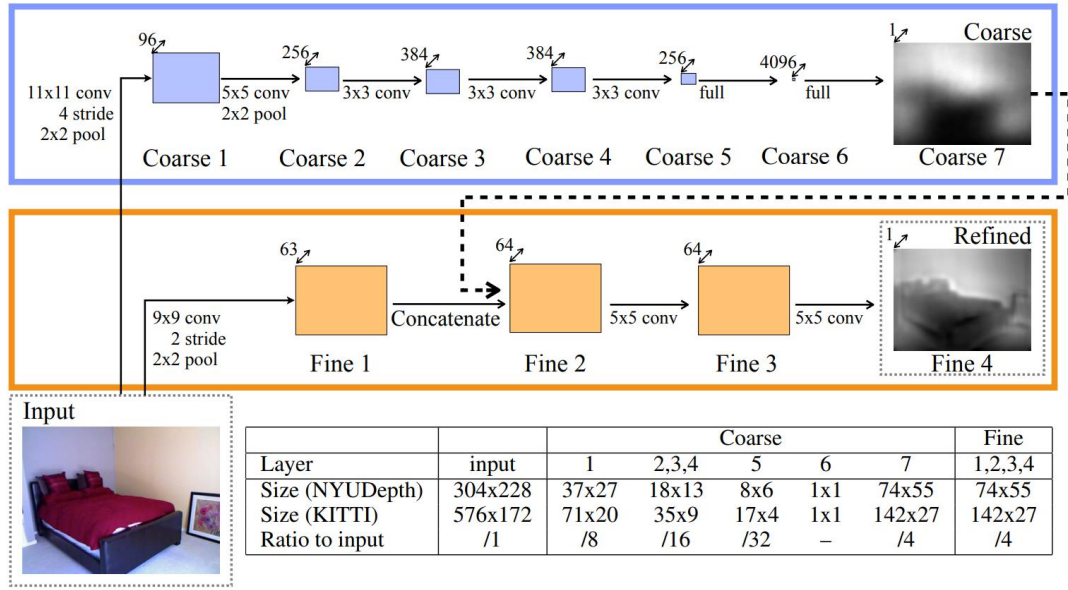 96
256
384
384
256
4096
1
Coarse
11x11 conv
4 stride
2x2 pool
5x5 conv
2x2 pool
3x3 conv
3x3 conv
3x3 conv
full
full
Coarse 1
Coarse 2
Coarse 3
Coarse 4
Coarse 5
Coarse 6
Coarse 7
63
64
64
1
Refined
9x9 conv
2 stride
2x2 pool
Concatenate
5x5 conv
5x5 conv
Fine 1
Fine 2
Fine 3
Fine 4
Input
Coarse Fine
Layer input 1 2,3,4 5 6 7 1,2,3,4
Size (NYUDepth) 304x228 37x27 18x13 8x6 1x1 74x55 74x55
Size (KITTI) 576x172 71x20 35x9 17x4 1x1 142x27 142x27
Ratio to input /1 /8 /16 /32 – /4 /4